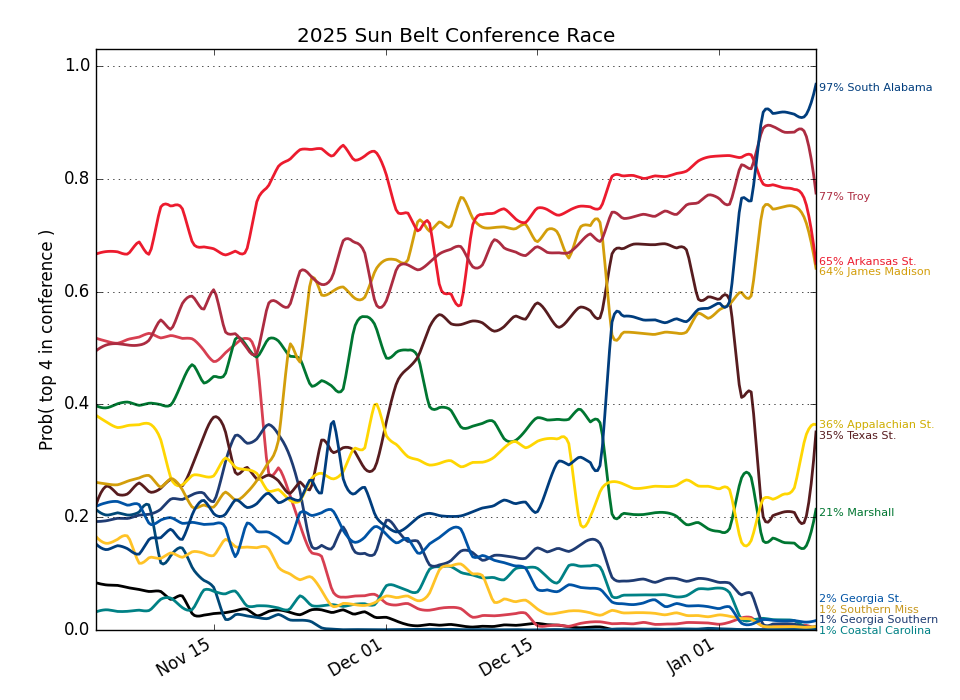 2025 Sun Belt Conference Race
Prob( top 4 in conference )
1.0
0.8
0.6
0.4
0.2
0.0
Nov 15
Dec 01
Dec 15
Jan 01
97% South Alabama
77% Troy
65% Arkansas St.
64% James Madison
36% Appalachian St.
35% Texas St.
21% Marshall
2% Georgia St.
1% Southern Miss
1% Georgia Southern
1% Coastal Carolina